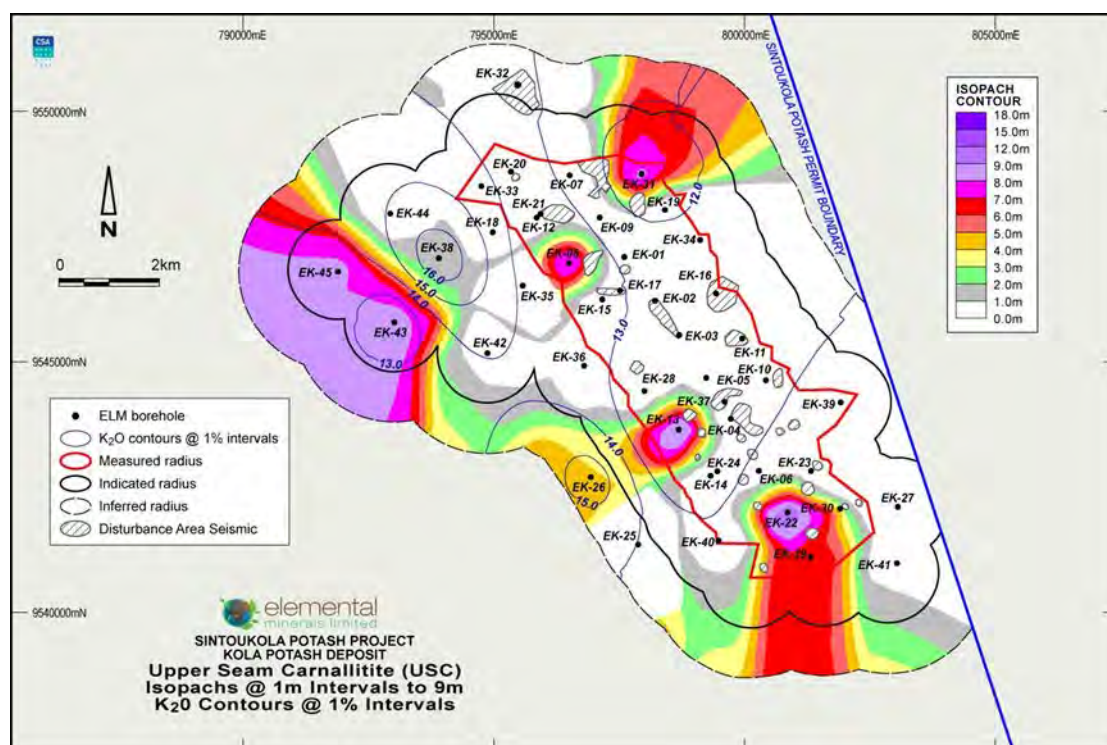 790000mE
795000mE
800000mE
805000mE
CSA
SINTOUKOLA POTASH PERMIT BOUNDARY
9550000mN
9545000mN
9540000mN
N
0 2km
ISOPACH
CONTOUR
18.0m
15.0m
12.0m
9.0m
8.0m
7.0m
6.0m
5.0m
4.0m
3.0m
2.0m
1.0m
0.0m
EK-32
EK-20
EK-07
EK-31
EK-33
EK-19
12.0
EK-44
EK-21
EK-12
EK-18
EK-09
EK-34
EK-38
EK-08
EK-01
EK-45
16.0
15.0
14.0
EK-35
EK-17
EK-16
EK-15
EK-02
EK-43
13.0
13.0
EK-03
EK-11
EK-42
EK-36
EK-10
EK-05
EK-28
EK-37
EK-39
EK-04
14.0
EK-24
EK-23
EK-14
EK-06
EK-26
15.0
EK-22
EK-30
EK-27
EK-25
EK-40
EK-41
ELM borehole
K2O contours @ 1% intervals
Measured radius
Indicated radius
Inferred radius
Disturbance Area Seismic
elemental
minerals limited
SINTOUKOLA POTASH PROJECT
KOLA POTASH DEPOSIT
Upper Seam Carnallitite (USC)
Isopachs @ 1m Intervals to 9m
K20 Contours @ 1% Intervals